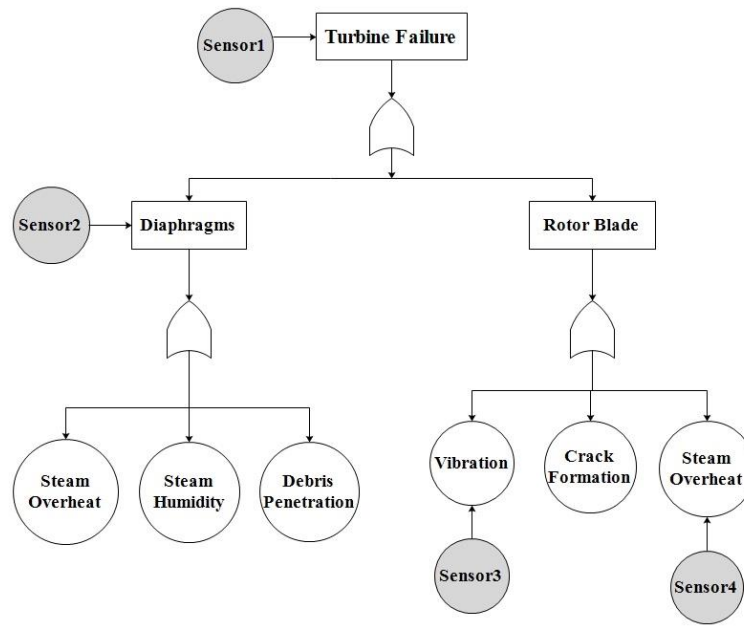 Sensor1
Turbine Failure
Sensor2
Diaphragms
Rotor Blade
Steam
Overheat
Steam
Humidity
Debris
Penetration
Vibration
Crack
Formation
Steam
Overheat
Sensor3
Sensor4